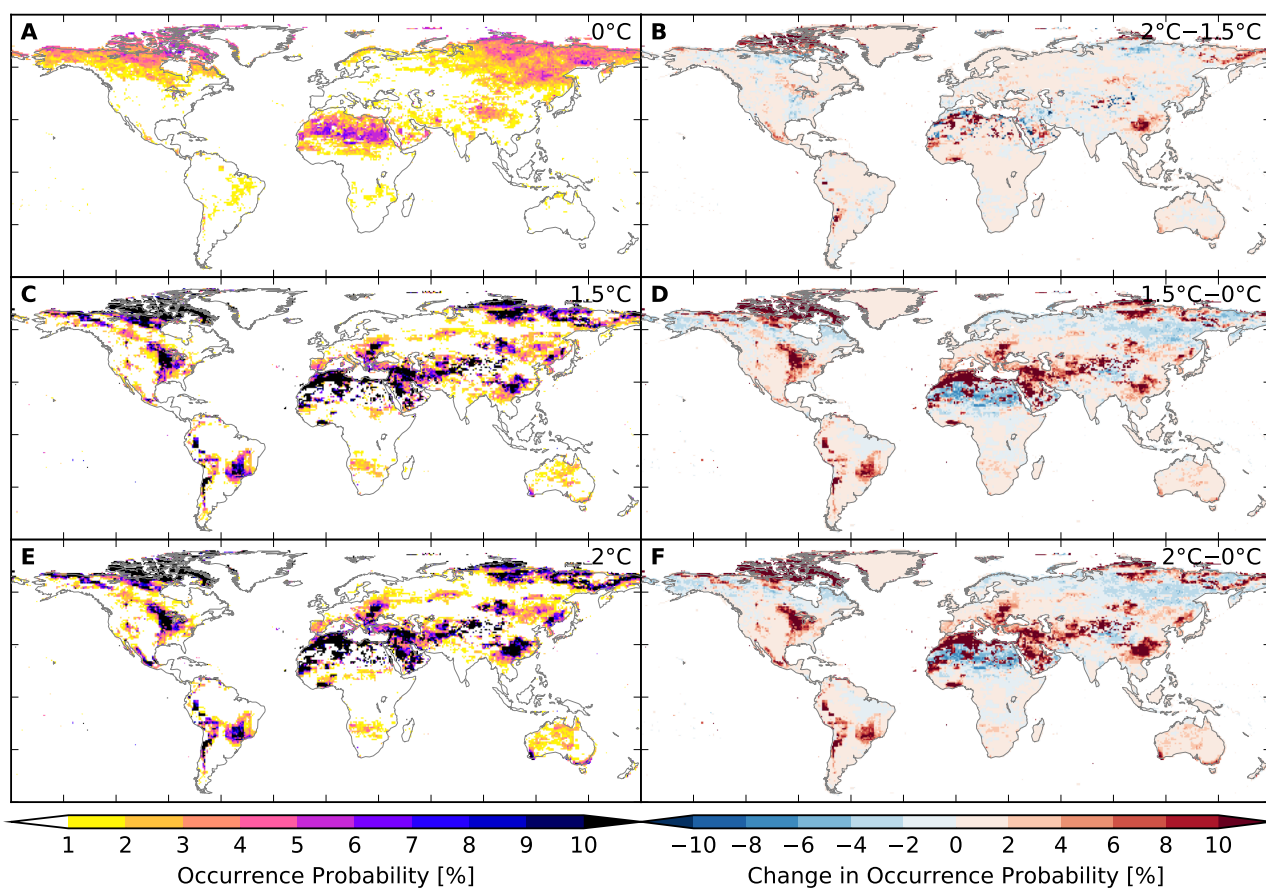 A 0°C
B 2°C−1.5°C
C 1.5°C
D 1.5°C−0°C
E 2°C
F 2°C−0°C
1 2 3 4 5 6 7 8 9 10
−10 −8 −6 −4 −2 0 2 4 6 8 10
Occurrence Probability [%]
Change in Occurrence Probability [%]